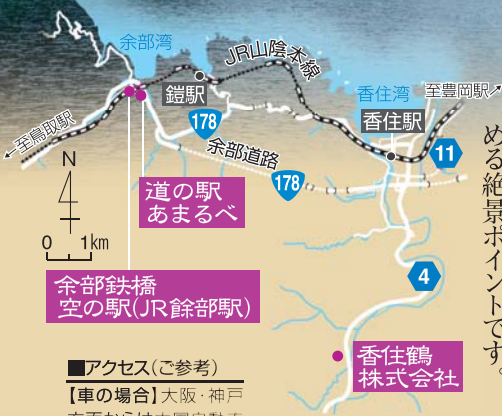 余部湾
JR山陰本線
鎧駅
香住湾
至豊岡駅
香住駅
178
11
至鳥取駅
余部道路
178
N
0 1km
道の駅
あまるべ
4
余部鉄橋
空の駅(JR餘部駅)
香住鶴
株式会社
める絶景ポイントです。
■アクセス(ご参考)
【車の場合】大阪・神戸